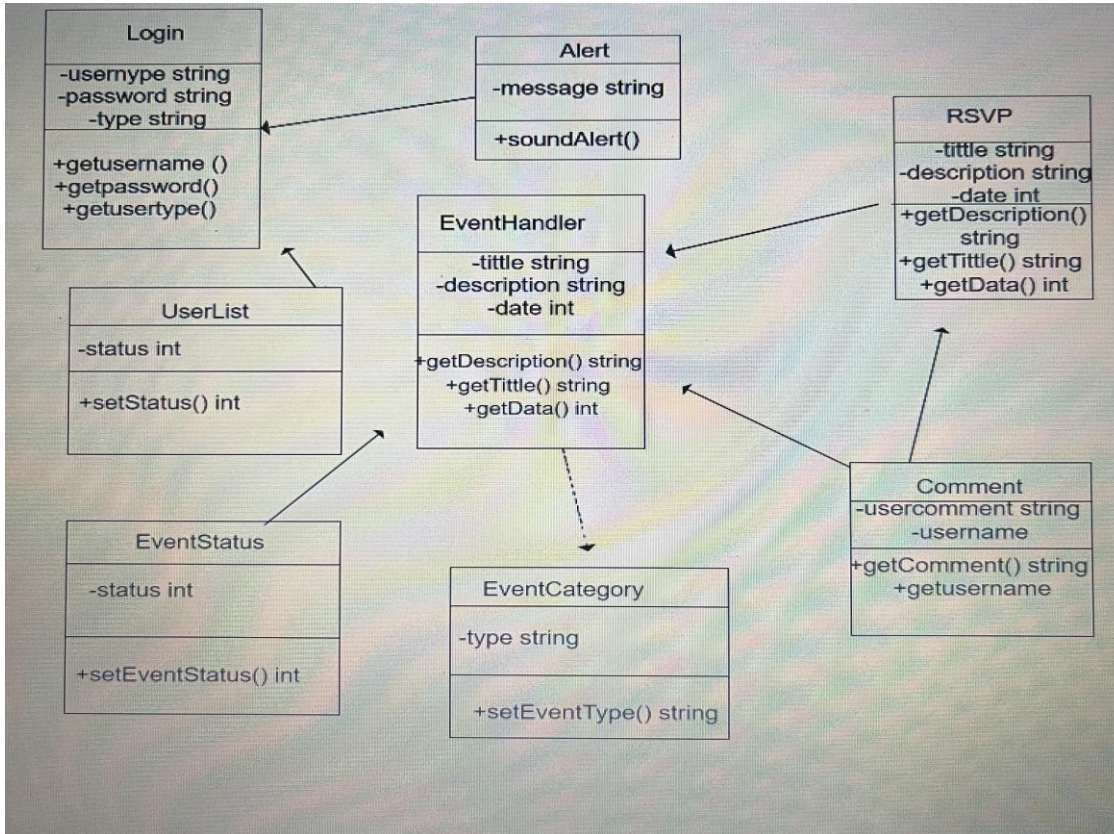 Login
-usernype string
-password string
-type string
+getusername ()
+getpassword()
+getusertype()
Alert
-message string
+soundAlert()
RSVP
-tittle string
-description string
-date int
+getDescription()
string
+getTittle() string
+getData() int
EventHandler
-tittle string
-description string
-date int
+getDescription() string
+getTittle() string
+getData() int
UserList
-status int
+setStatus() int
Comment
-usercomment string
-username
+getComment() string
+getusername
EventStatus
-status int
+setEventStatus() int
EventCategory
-type string
+setEventType() string